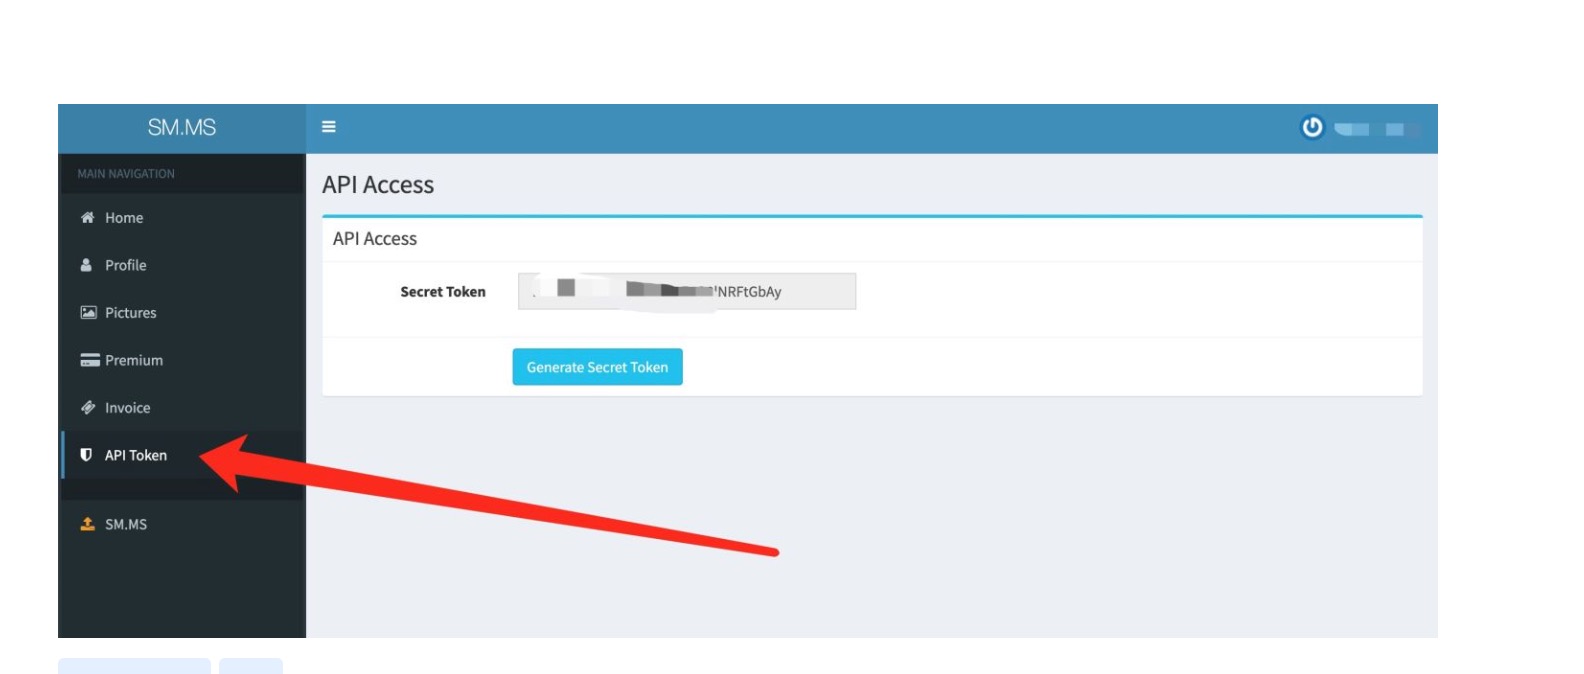 SM.MS
MAIN NAVIGATION
API Access
Home
API Access
Profile
Secret Token
NRFtGbAy
Pictures
Premium
Generate Secret Token
Invoice
API Token
SM.MS